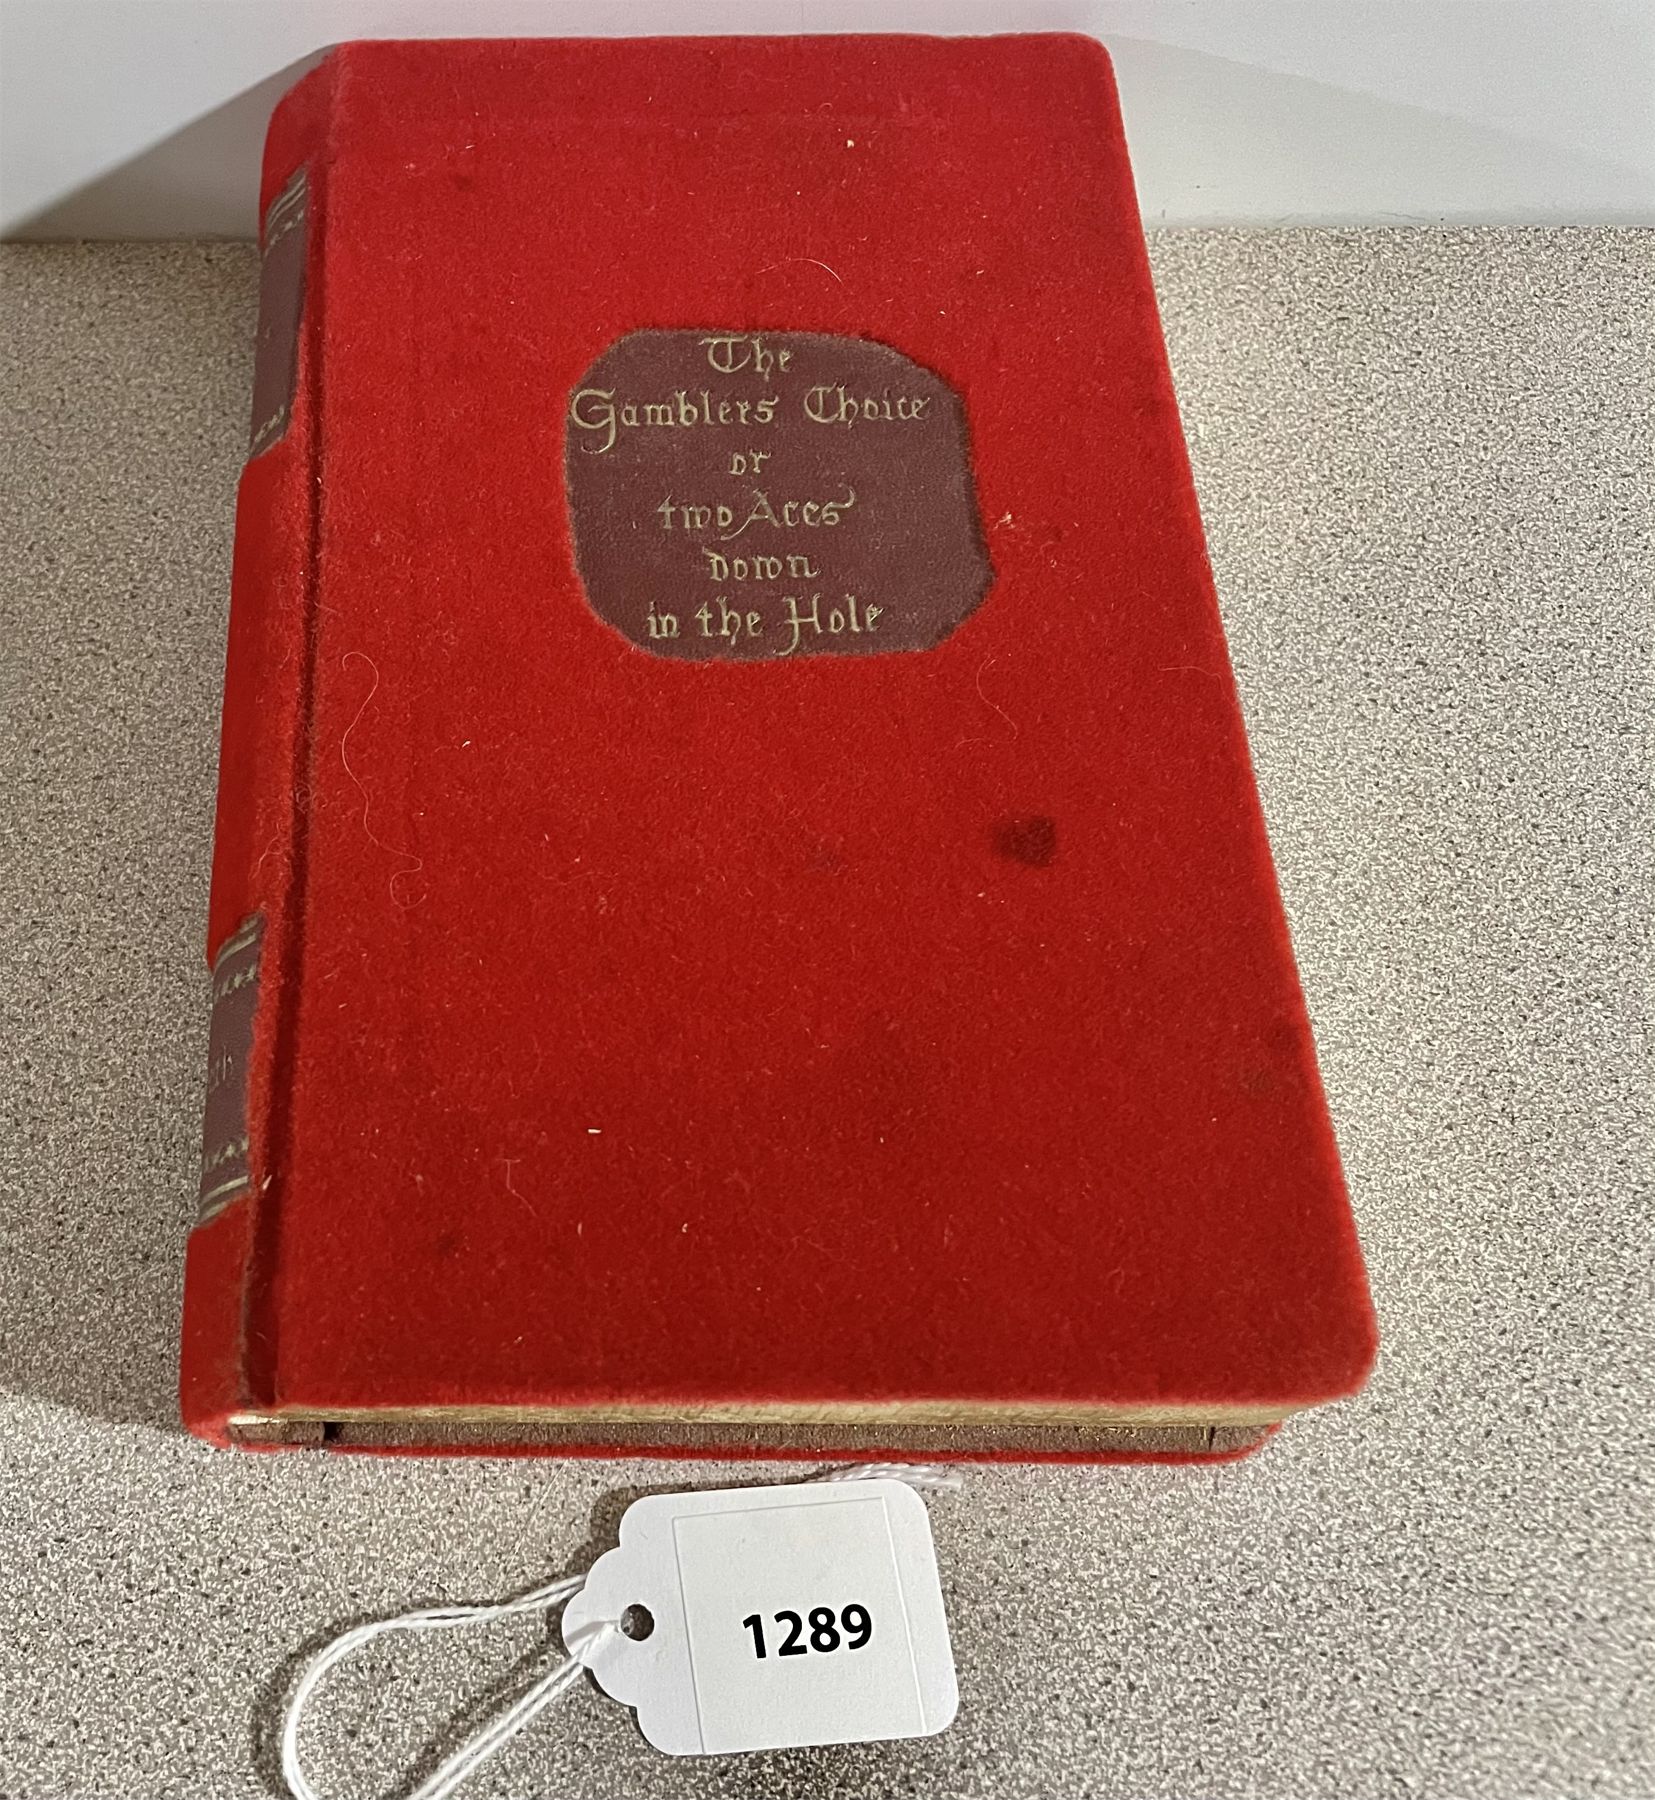 The
Gamblers Choice
or
two Aces
down
in the Hole
1289